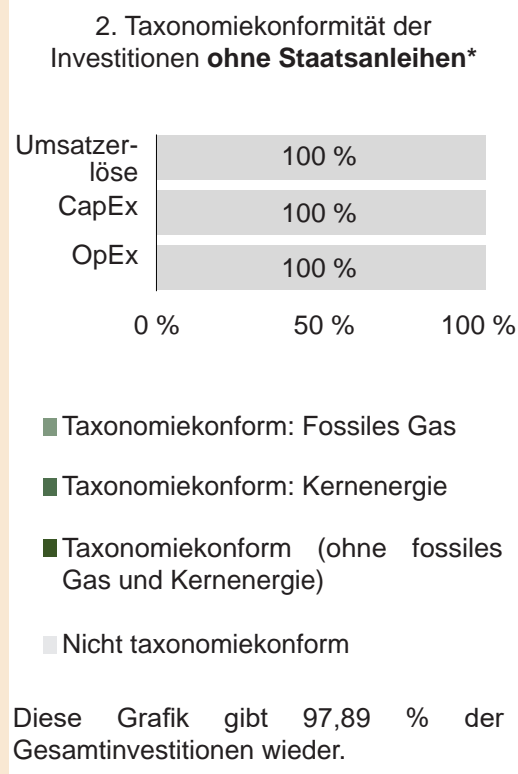 2. Taxonomiekonformität der
Investitionen ohne Staatsanleihen*
Umsatzer-
löse
100 %
CapEx
100 %
OpEx
100 %
0 % 50 % 100 %
Taxonomiekonform: Fossiles Gas
Taxonomiekonform: Kernenergie
Taxonomiekonform (ohne fossiles
Gas und Kernenergie)
Nicht taxonomiekonform
Diese Grafik gibt 97,89 % der
Gesamtinvestitionen wieder.